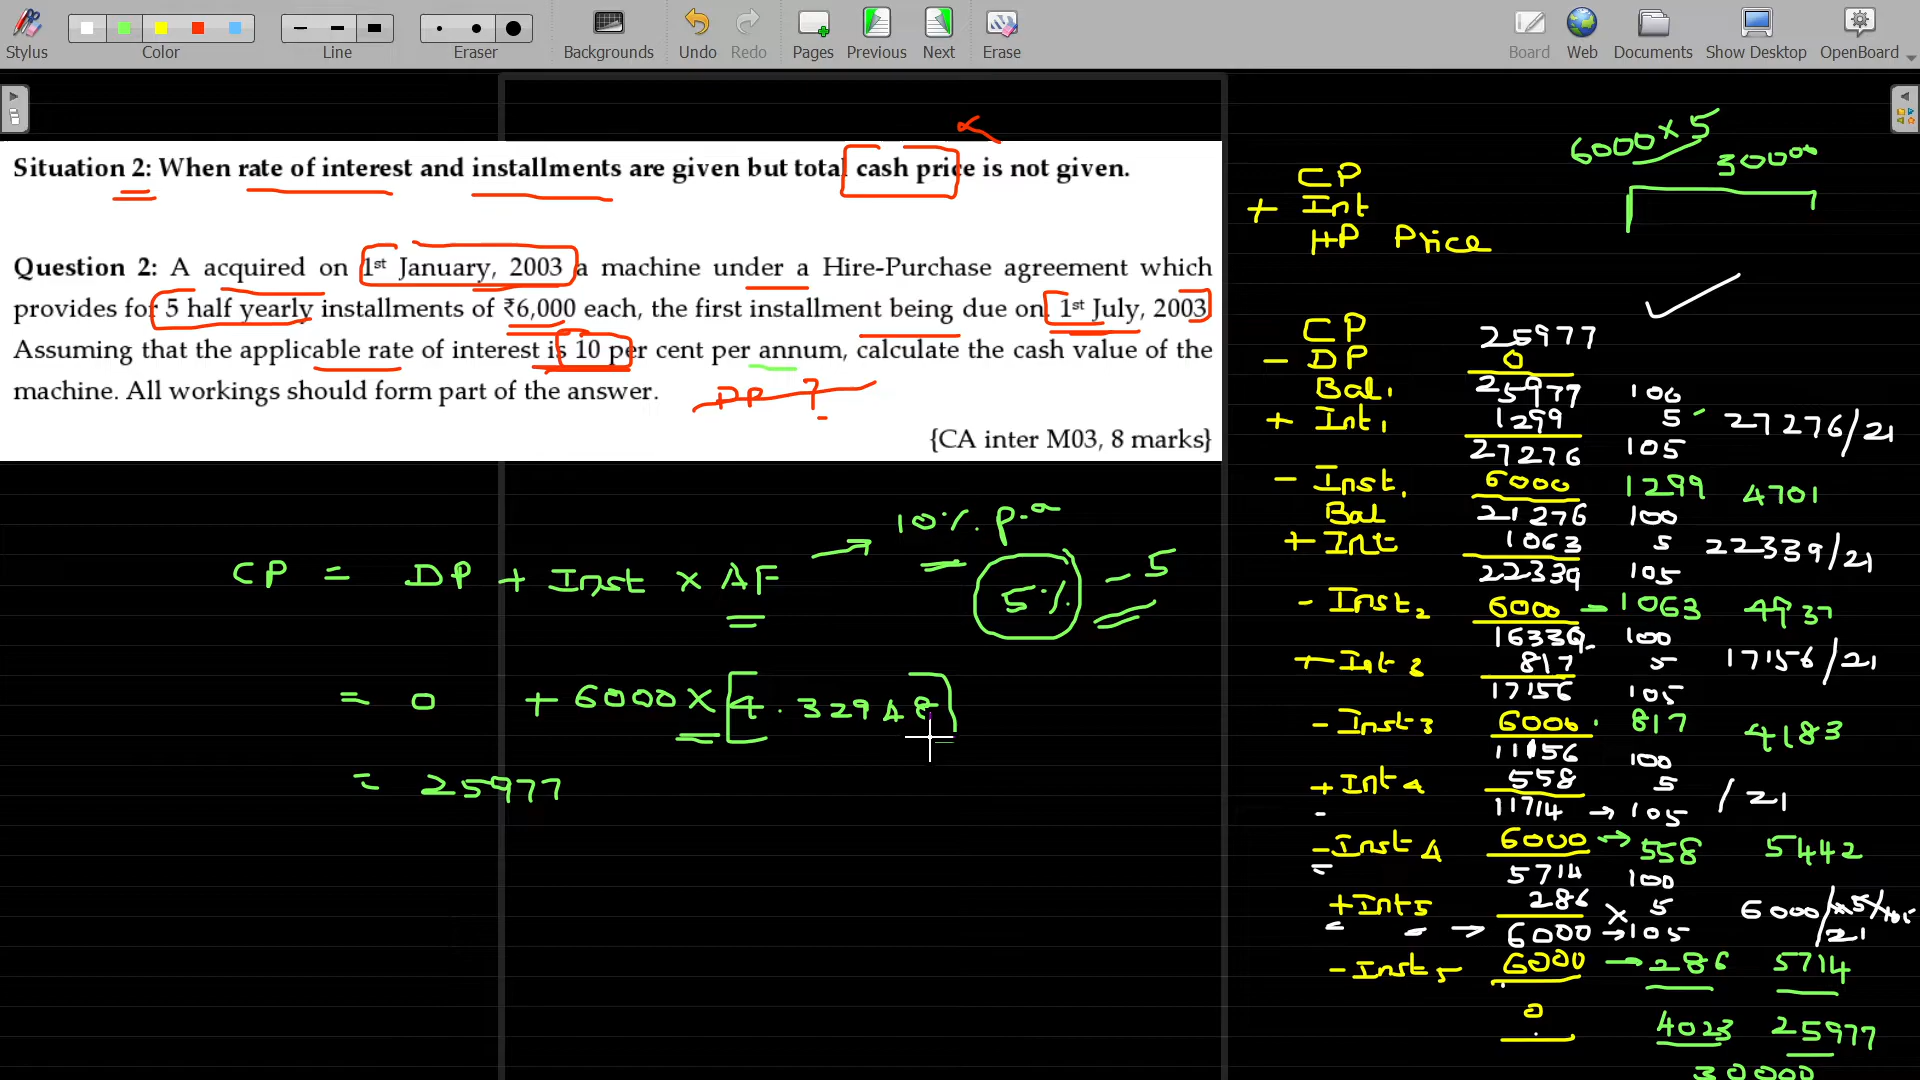 Stylus Color Line Eraser Backgrounds Undo Redo Pages Previous Next Erase Board Web Documents Show Desktop OpenBoard
Situation 2: When rate of interest and installments are given but total cash price is not given.
Question 2: A acquired on 1st January, 2003 a machine under a Hire-Purchase agreement which
provides for 5 half yearly installments of ₹6,000 each, the first installment being due on 1st July, 2003
Assuming that the applicable rate of interest is 10 per cent per annum, calculate the cash value of the
machine. All workings should form part of the answer.
DP ?
{CA inter M03, 8 marks}
10%. p.a
5% - 5
CP = DP + Inst × AF
= 0 + 6000 × [4.32948]
= 25977
6000 × 5
30000
CP
+ Int
HP Price
CP 25977
- DP 0
Bal1 25977 100
+ Int1 1299 5 27276/21
27276 105
- Inst1 6000 1299 4701
Bal 21276 100
+ Int 1063 5 22339/21
22339 105
- Inst2 6000 - 1063 4937
16339 100
+ Int 3 817 5 17156/21
17156 105
- Inst 3 6000 817 4183
11156 100
+ Int 4 558 5 /21
11714 → 105
- Inst 4 6000 → 558 5442
5714 100
+ Int 5 286 × 5 6000/
→ 6000 → 105 21
- Inst 5 6000 → 286 5714
0
4023 25977
30000